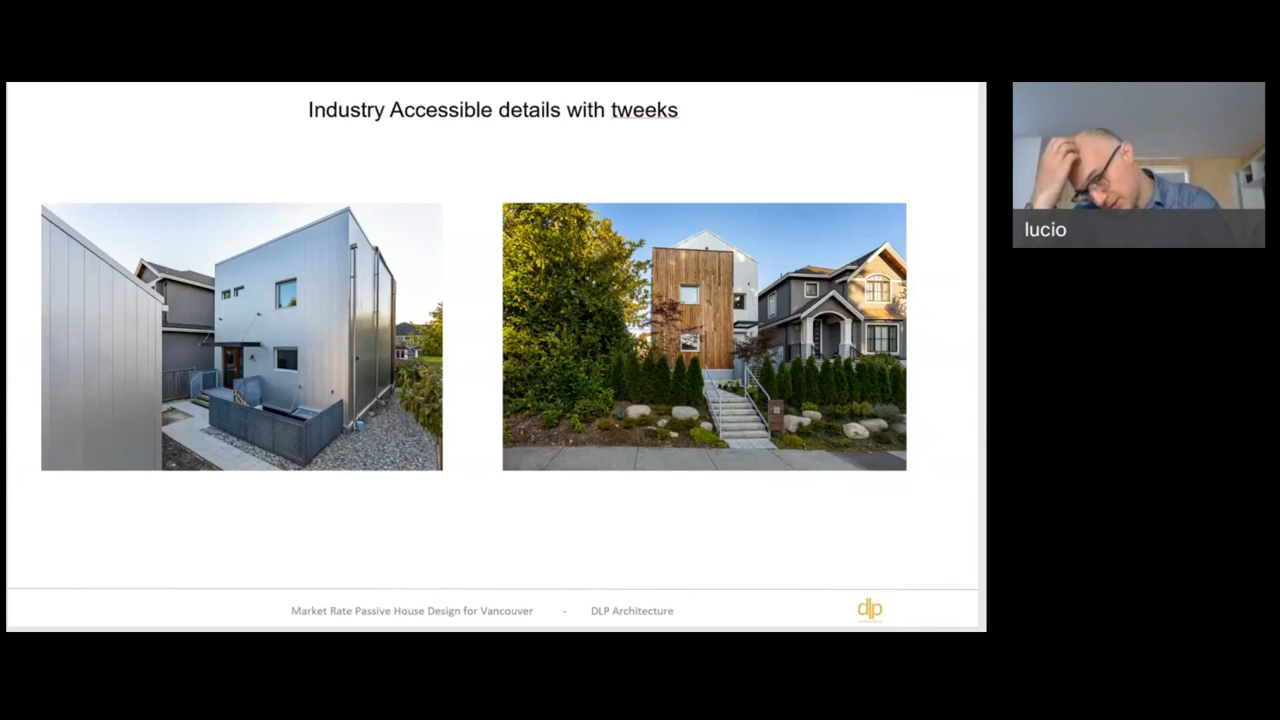 Industry Accessible details with tweeks
lucio
Market Rate Passive House Design for Vancouver - DLP Architecture
dlp